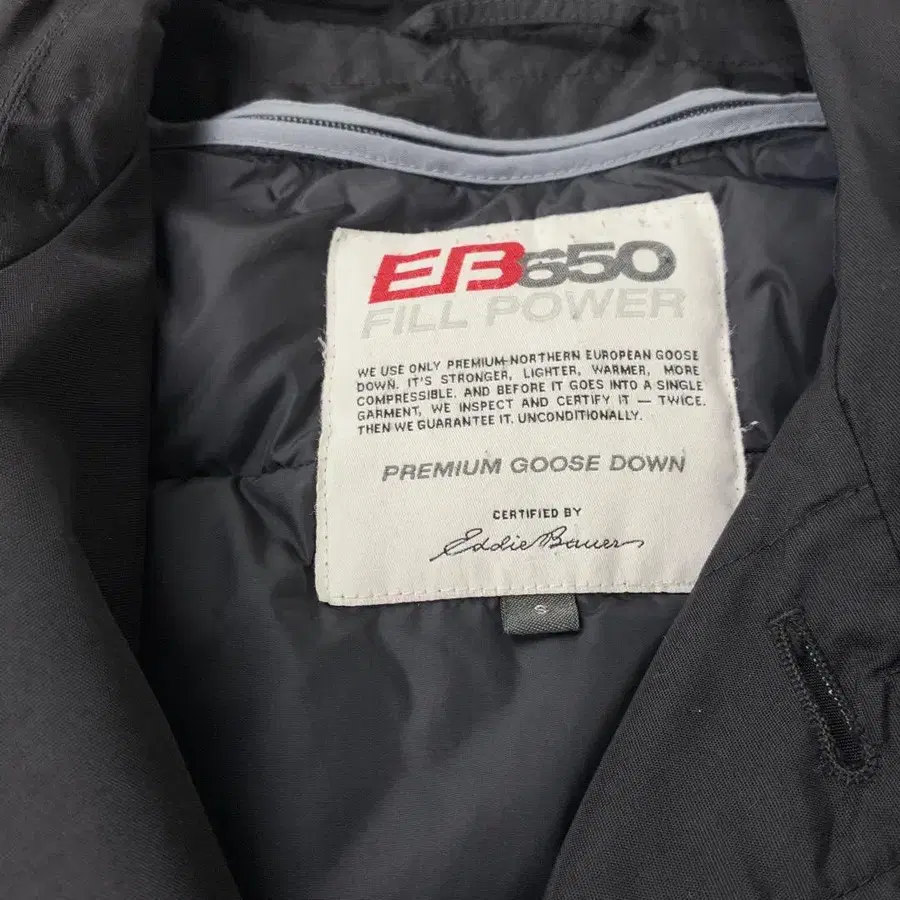 EB650
FILL POWER
WE USE ONLY PREMIUM NORTHERN EUROPEAN GOOSE
DOWN. IT'S STRONGER, LIGHTER, WARMER, MORE
COMPRESSIBLE. AND BEFORE IT GOES INTO A SINGLE
GARMENT, WE INSPECT AND CERTIFY IT — TWICE.
THEN WE GUARANTEE IT. UNCONDITIONALLY.
PREMIUM GOOSE DOWN
CERTIFIED BY
Eddie Bauer
S